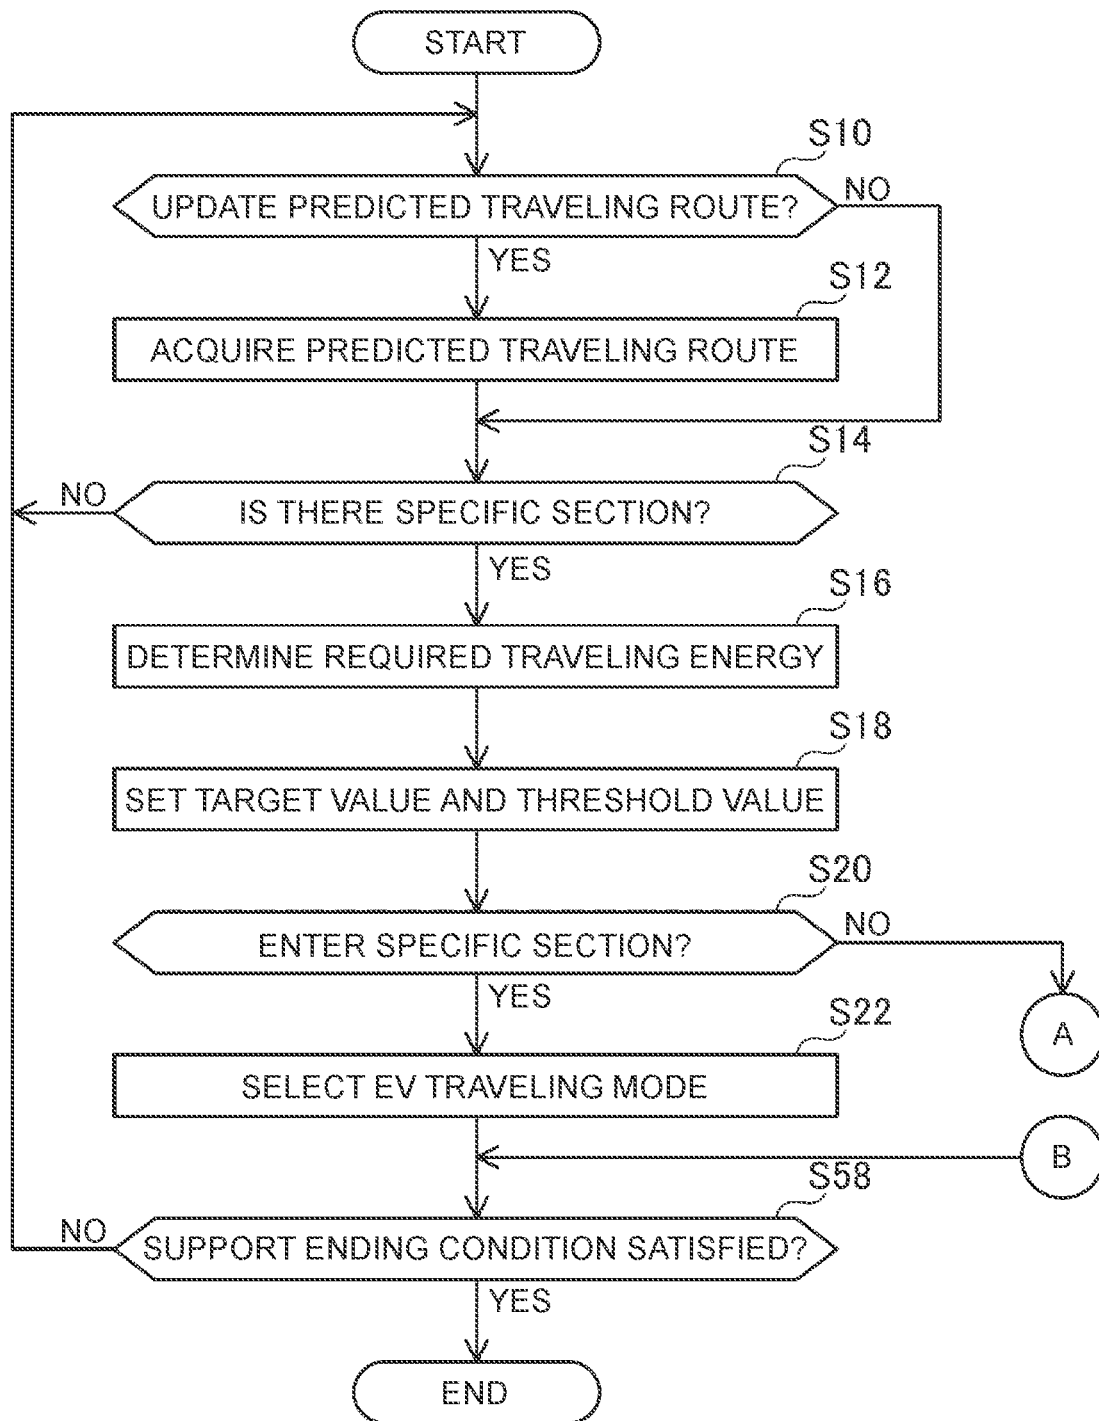 START
S10
UPDATE PREDICTED TRAVELING ROUTE?
NO
YES
S12
ACQUIRE PREDICTED TRAVELING ROUTE
S14
NO
IS THERE SPECIFIC SECTION?
YES
S16
DETERMINE REQUIRED TRAVELING ENERGY
S18
SET TARGET VALUE AND THRESHOLD VALUE
S20
ENTER SPECIFIC SECTION?
NO
YES
A
S22
SELECT EV TRAVELING MODE
B
S58
NO
SUPPORT ENDING CONDITION SATISFIED?
YES
END